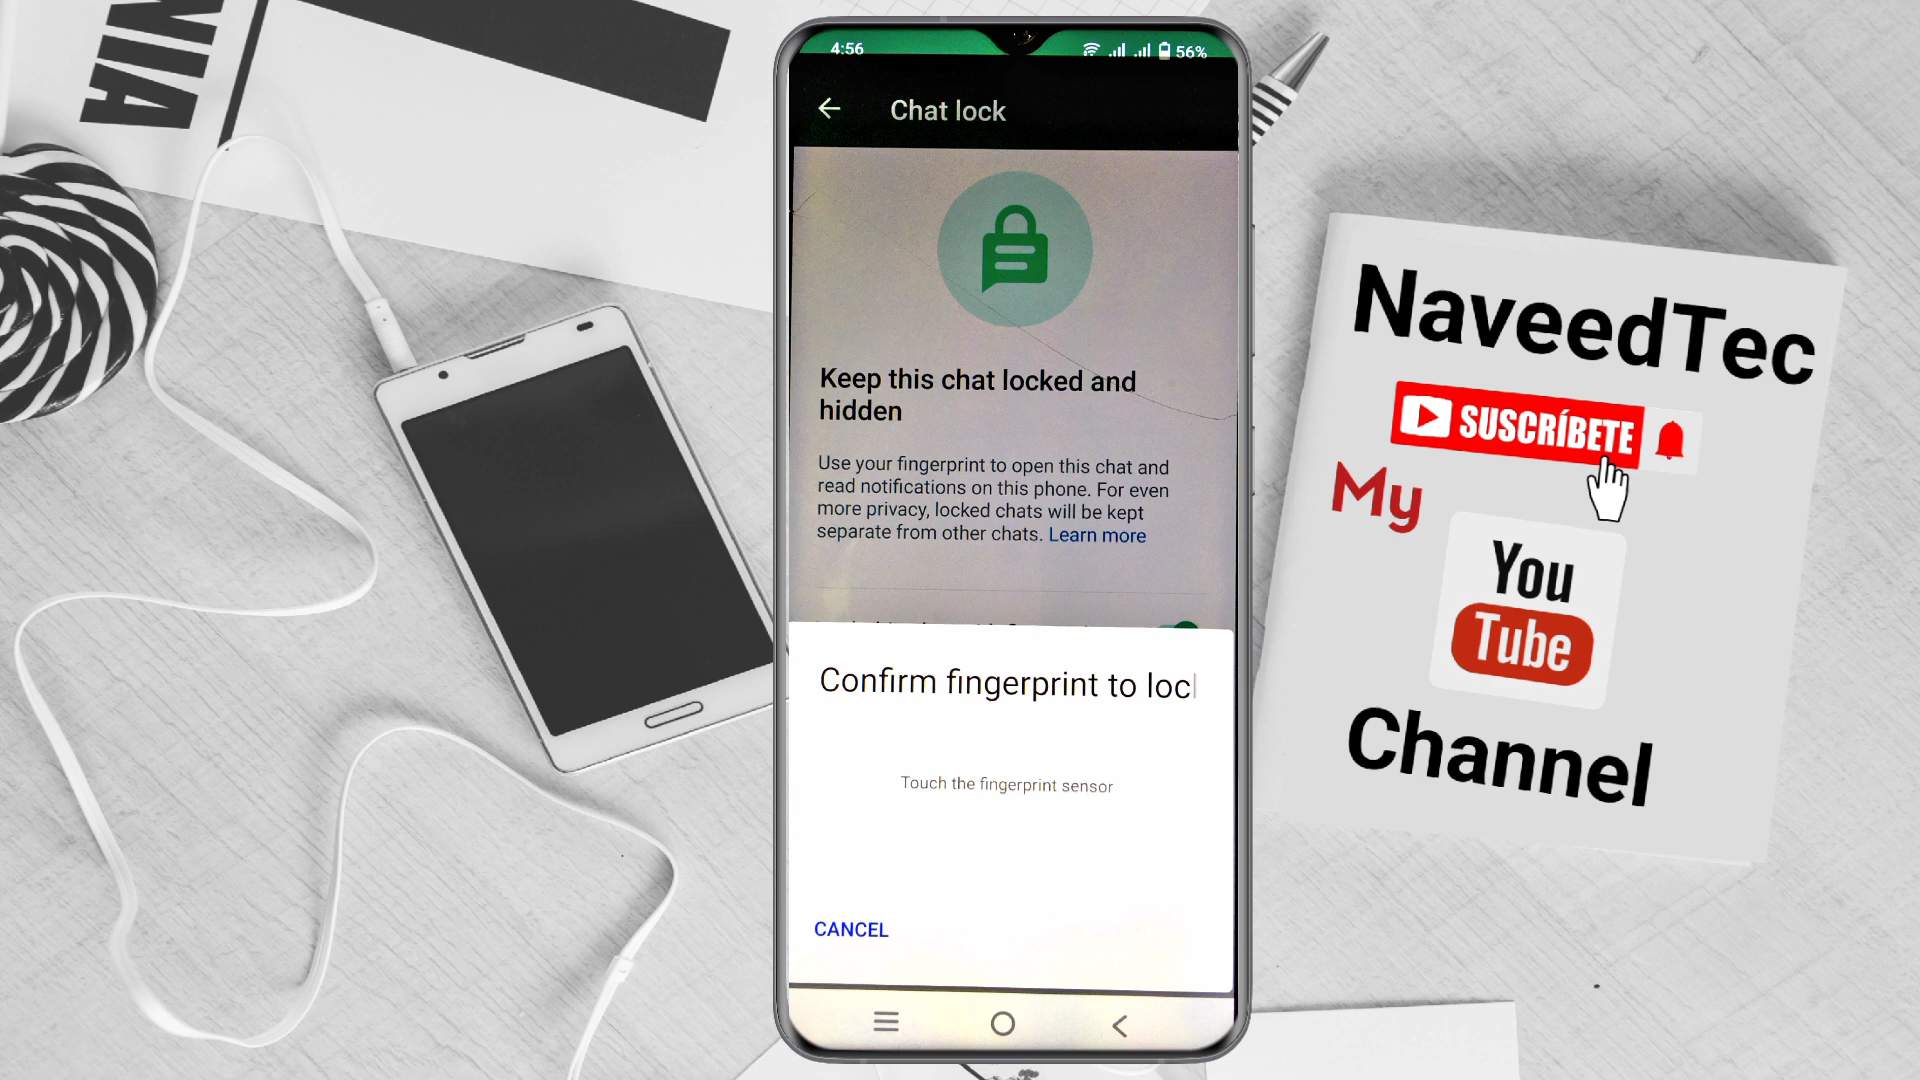 4:56
56%
Chat lock
Keep this chat locked and
hidden
Use your fingerprint to open this chat and
read notifications on this phone. For even
more privacy, locked chats will be kept
separate from other chats. Learn more
Confirm fingerprint to loc
Touch the fingerprint sensor
CANCEL
NaveedTec
SUSCRÍBETE
My
You
Tube
Channel